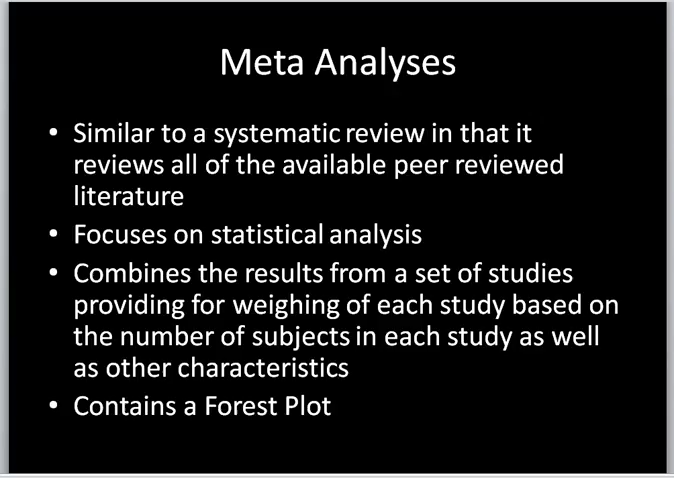 Meta Analyses
• Similar to a systematic review in that it
reviews all of the available peer reviewed
literature
• Focuses on statistical analysis
• Combines the results from a set of studies
providing for weighing of each study based on
the number of subjects in each study as well
as other characteristics
• Contains a Forest Plot